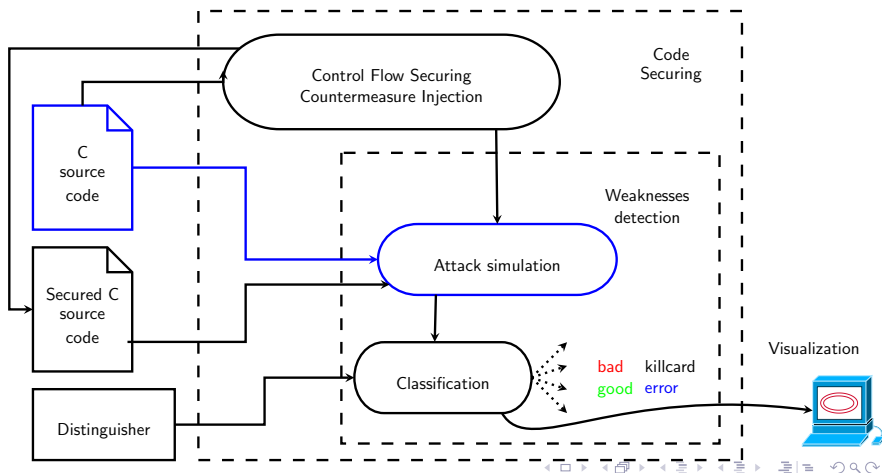 Code
Securing
Control Flow Securing
Countermeasure Injection
C
source
code
Weaknesses
detection
Attack simulation
Secured C
source
code
Visualization
bad killcard
good error
Classification
Distinguisher